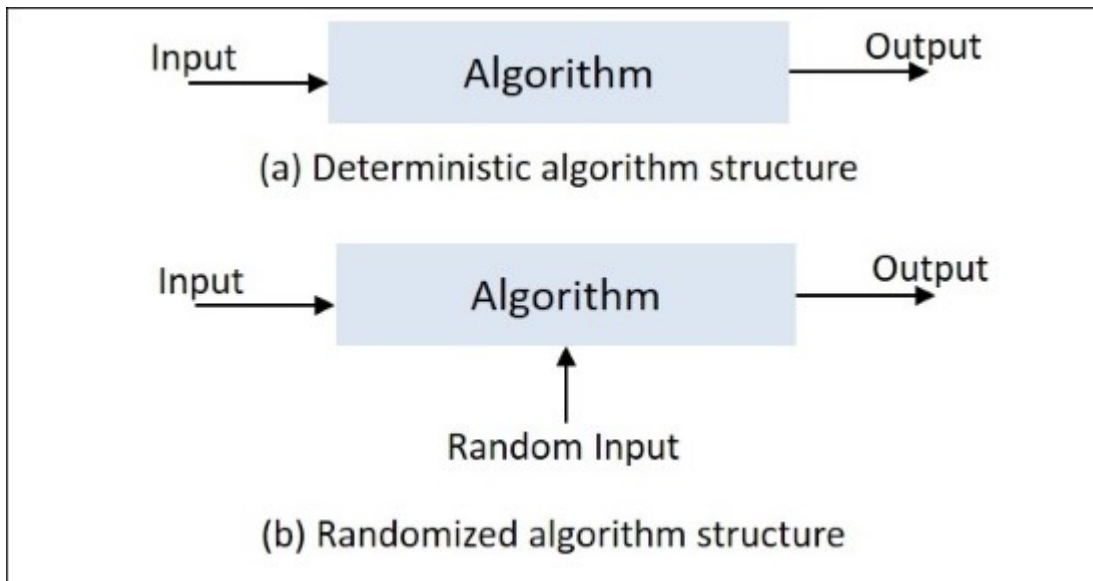 Input
Algorithm
Output
(a) Deterministic algorithm structure
Input
Algorithm
Output
Random Input
(b) Randomized algorithm structure